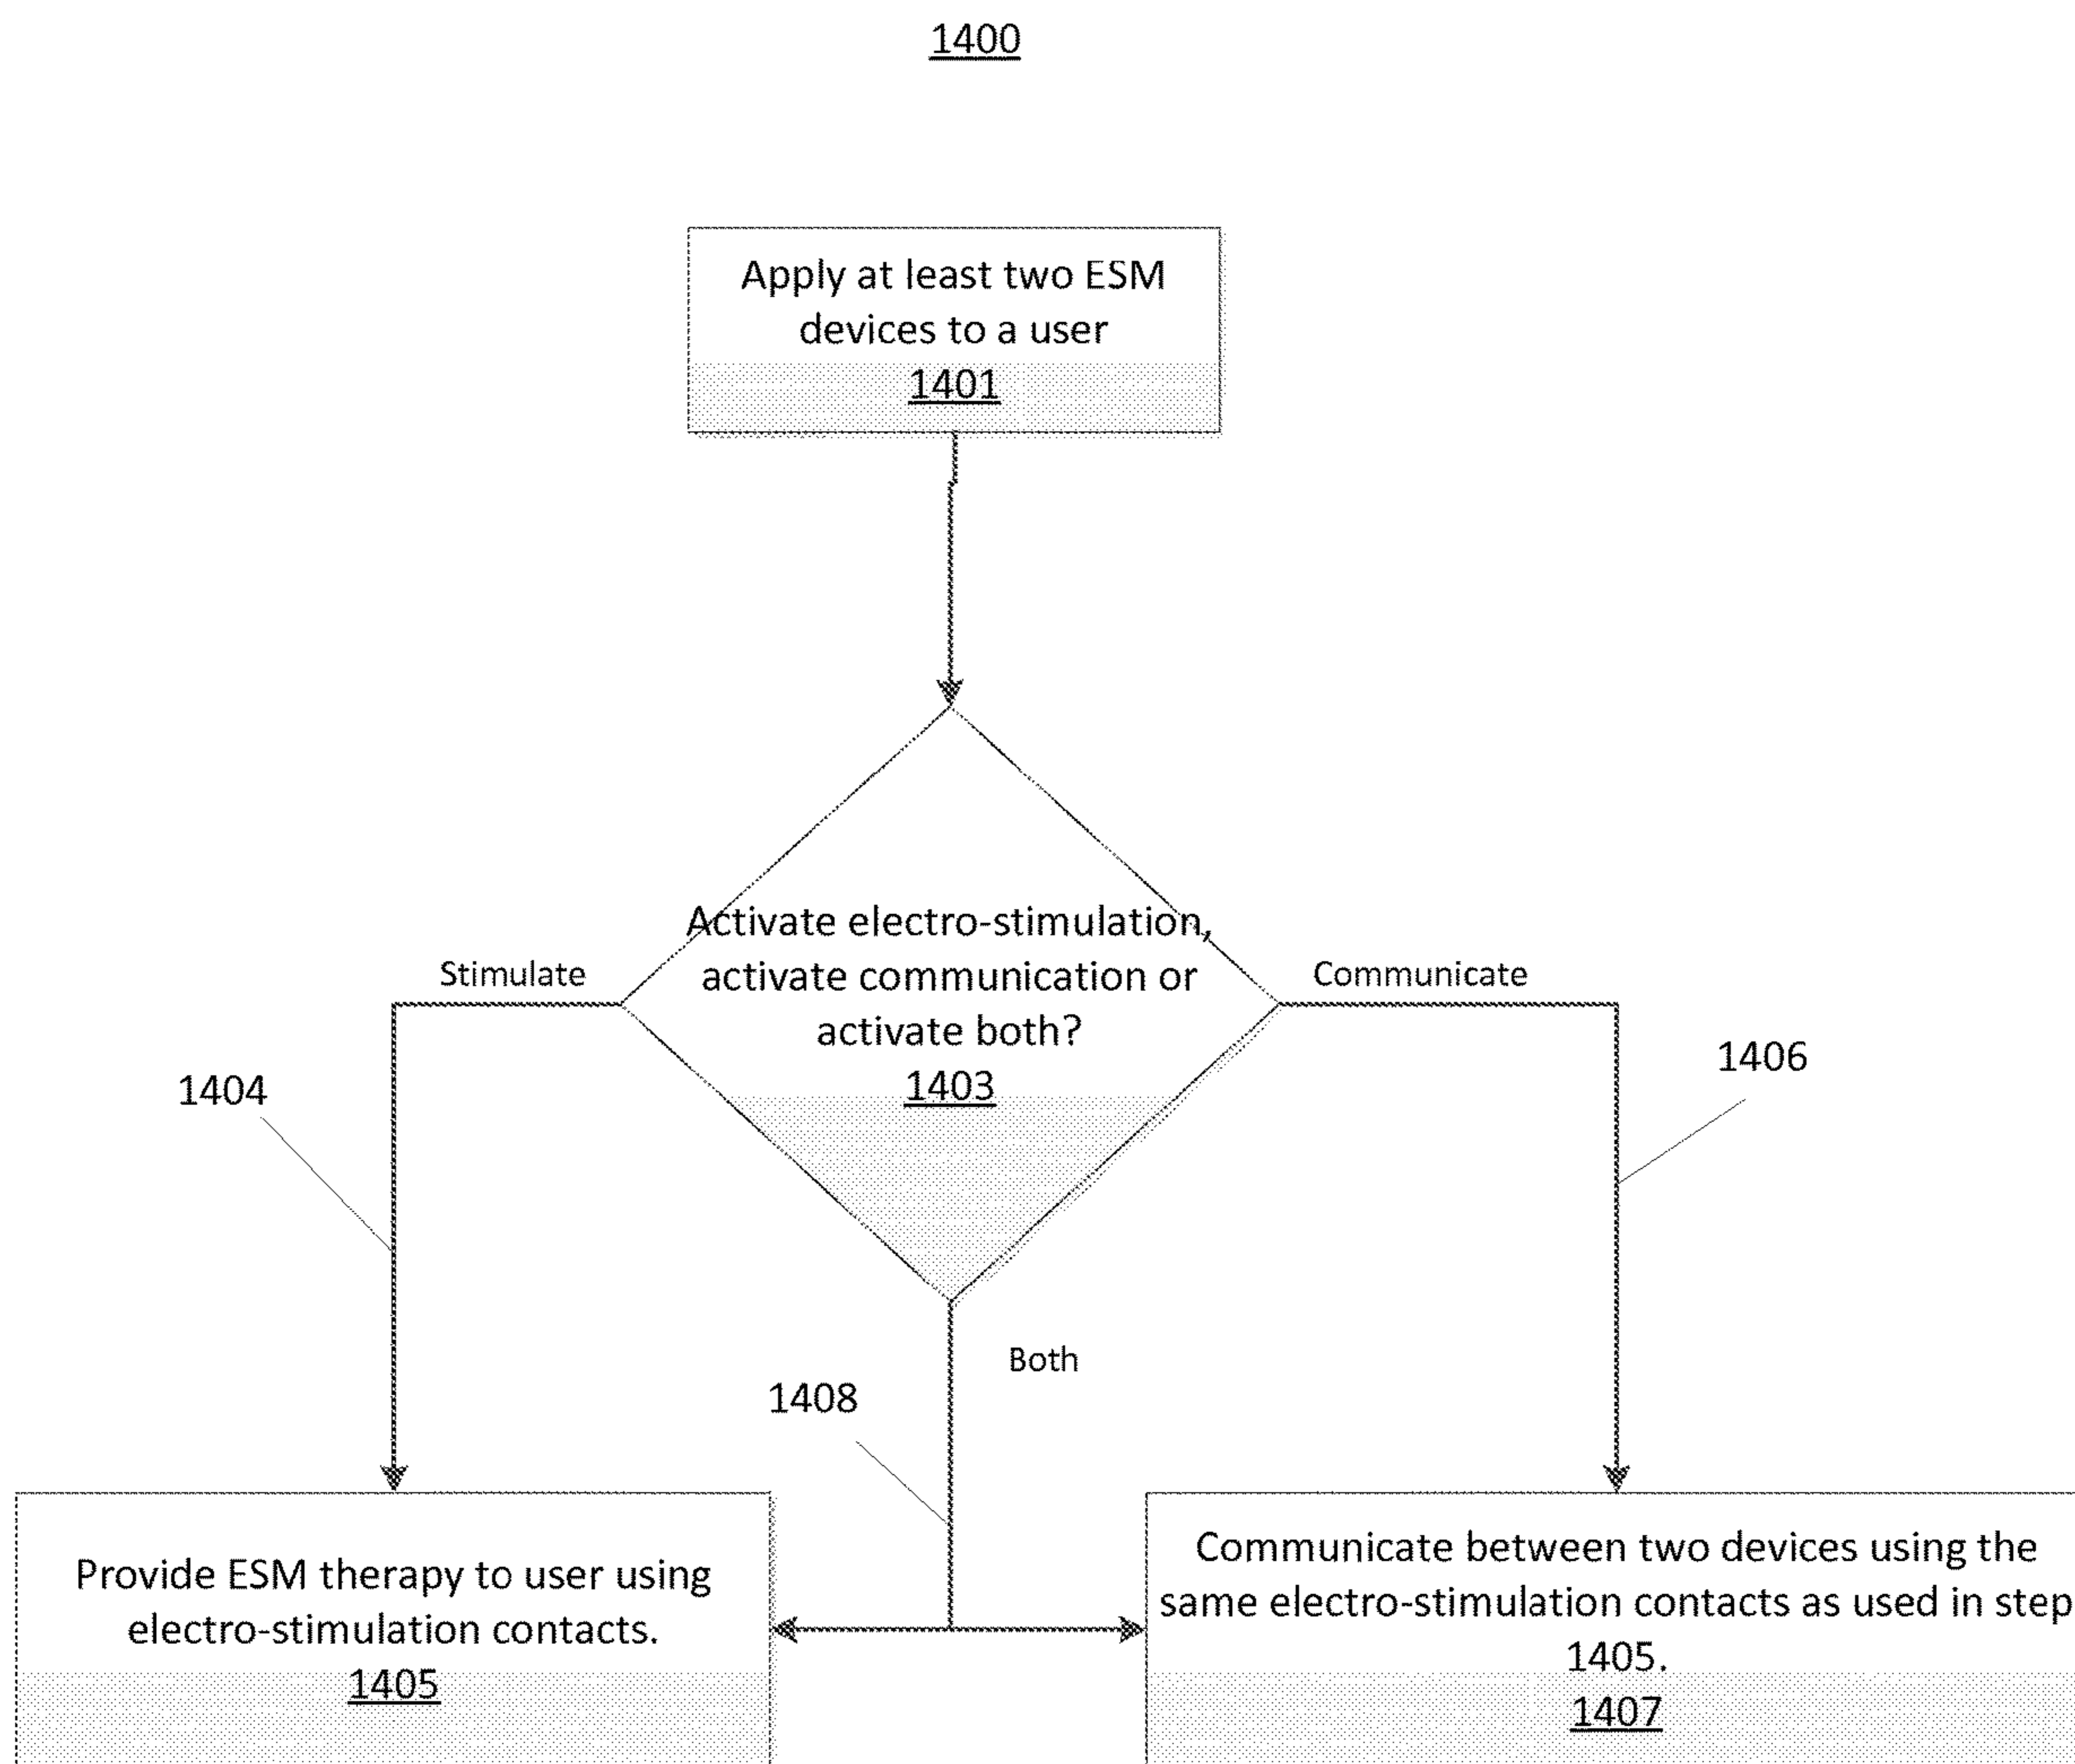 1400
Apply at least two ESM
devices to a user
1401
Activate electro-stimulation,
activate communication or
activate both?
1403
Stimulate
Communicate
1404
1406
Both
1408
Provide ESM therapy to user using
electro-stimulation contacts.
1405
Communicate between two devices using the
same electro-stimulation contacts as used in step
1405.
1407